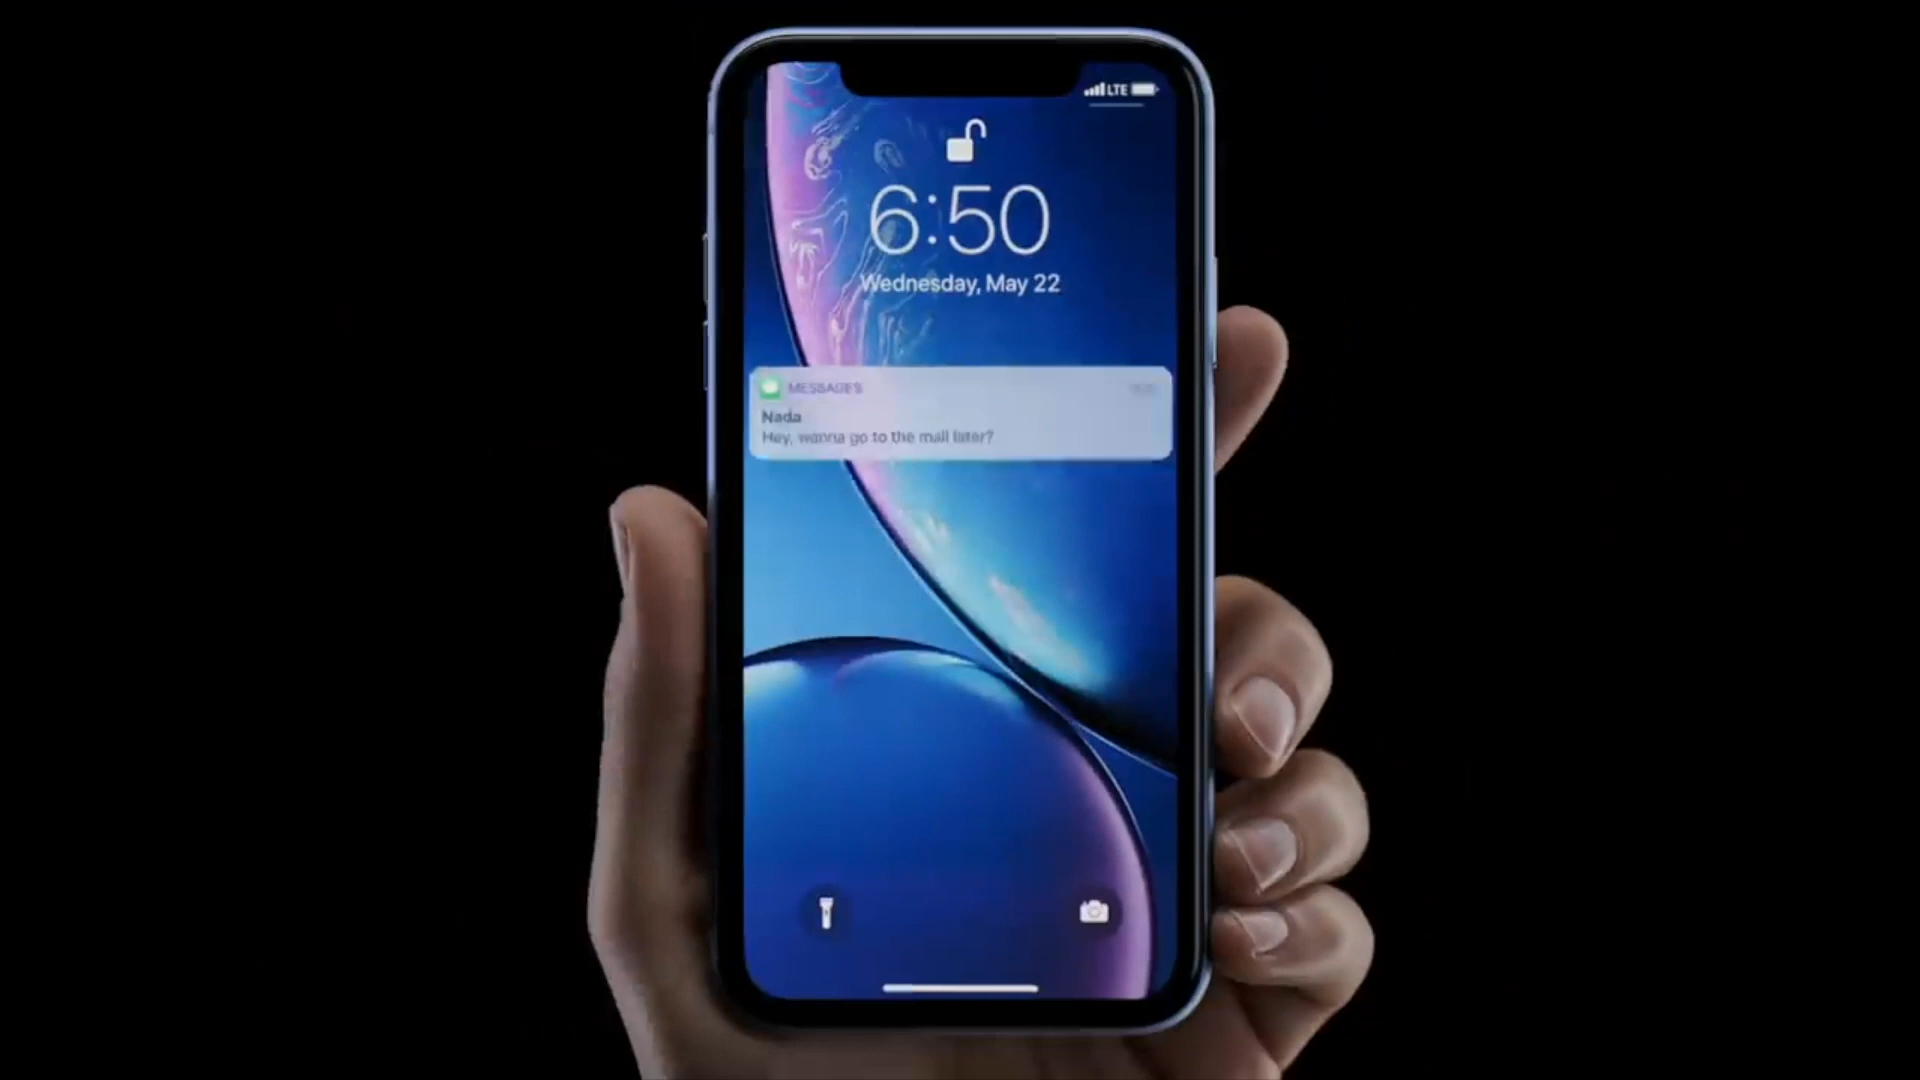 LTE
6:50
Wednesday, May 22
MESSAGES
Nada
Hey, wanna go to the mall later?